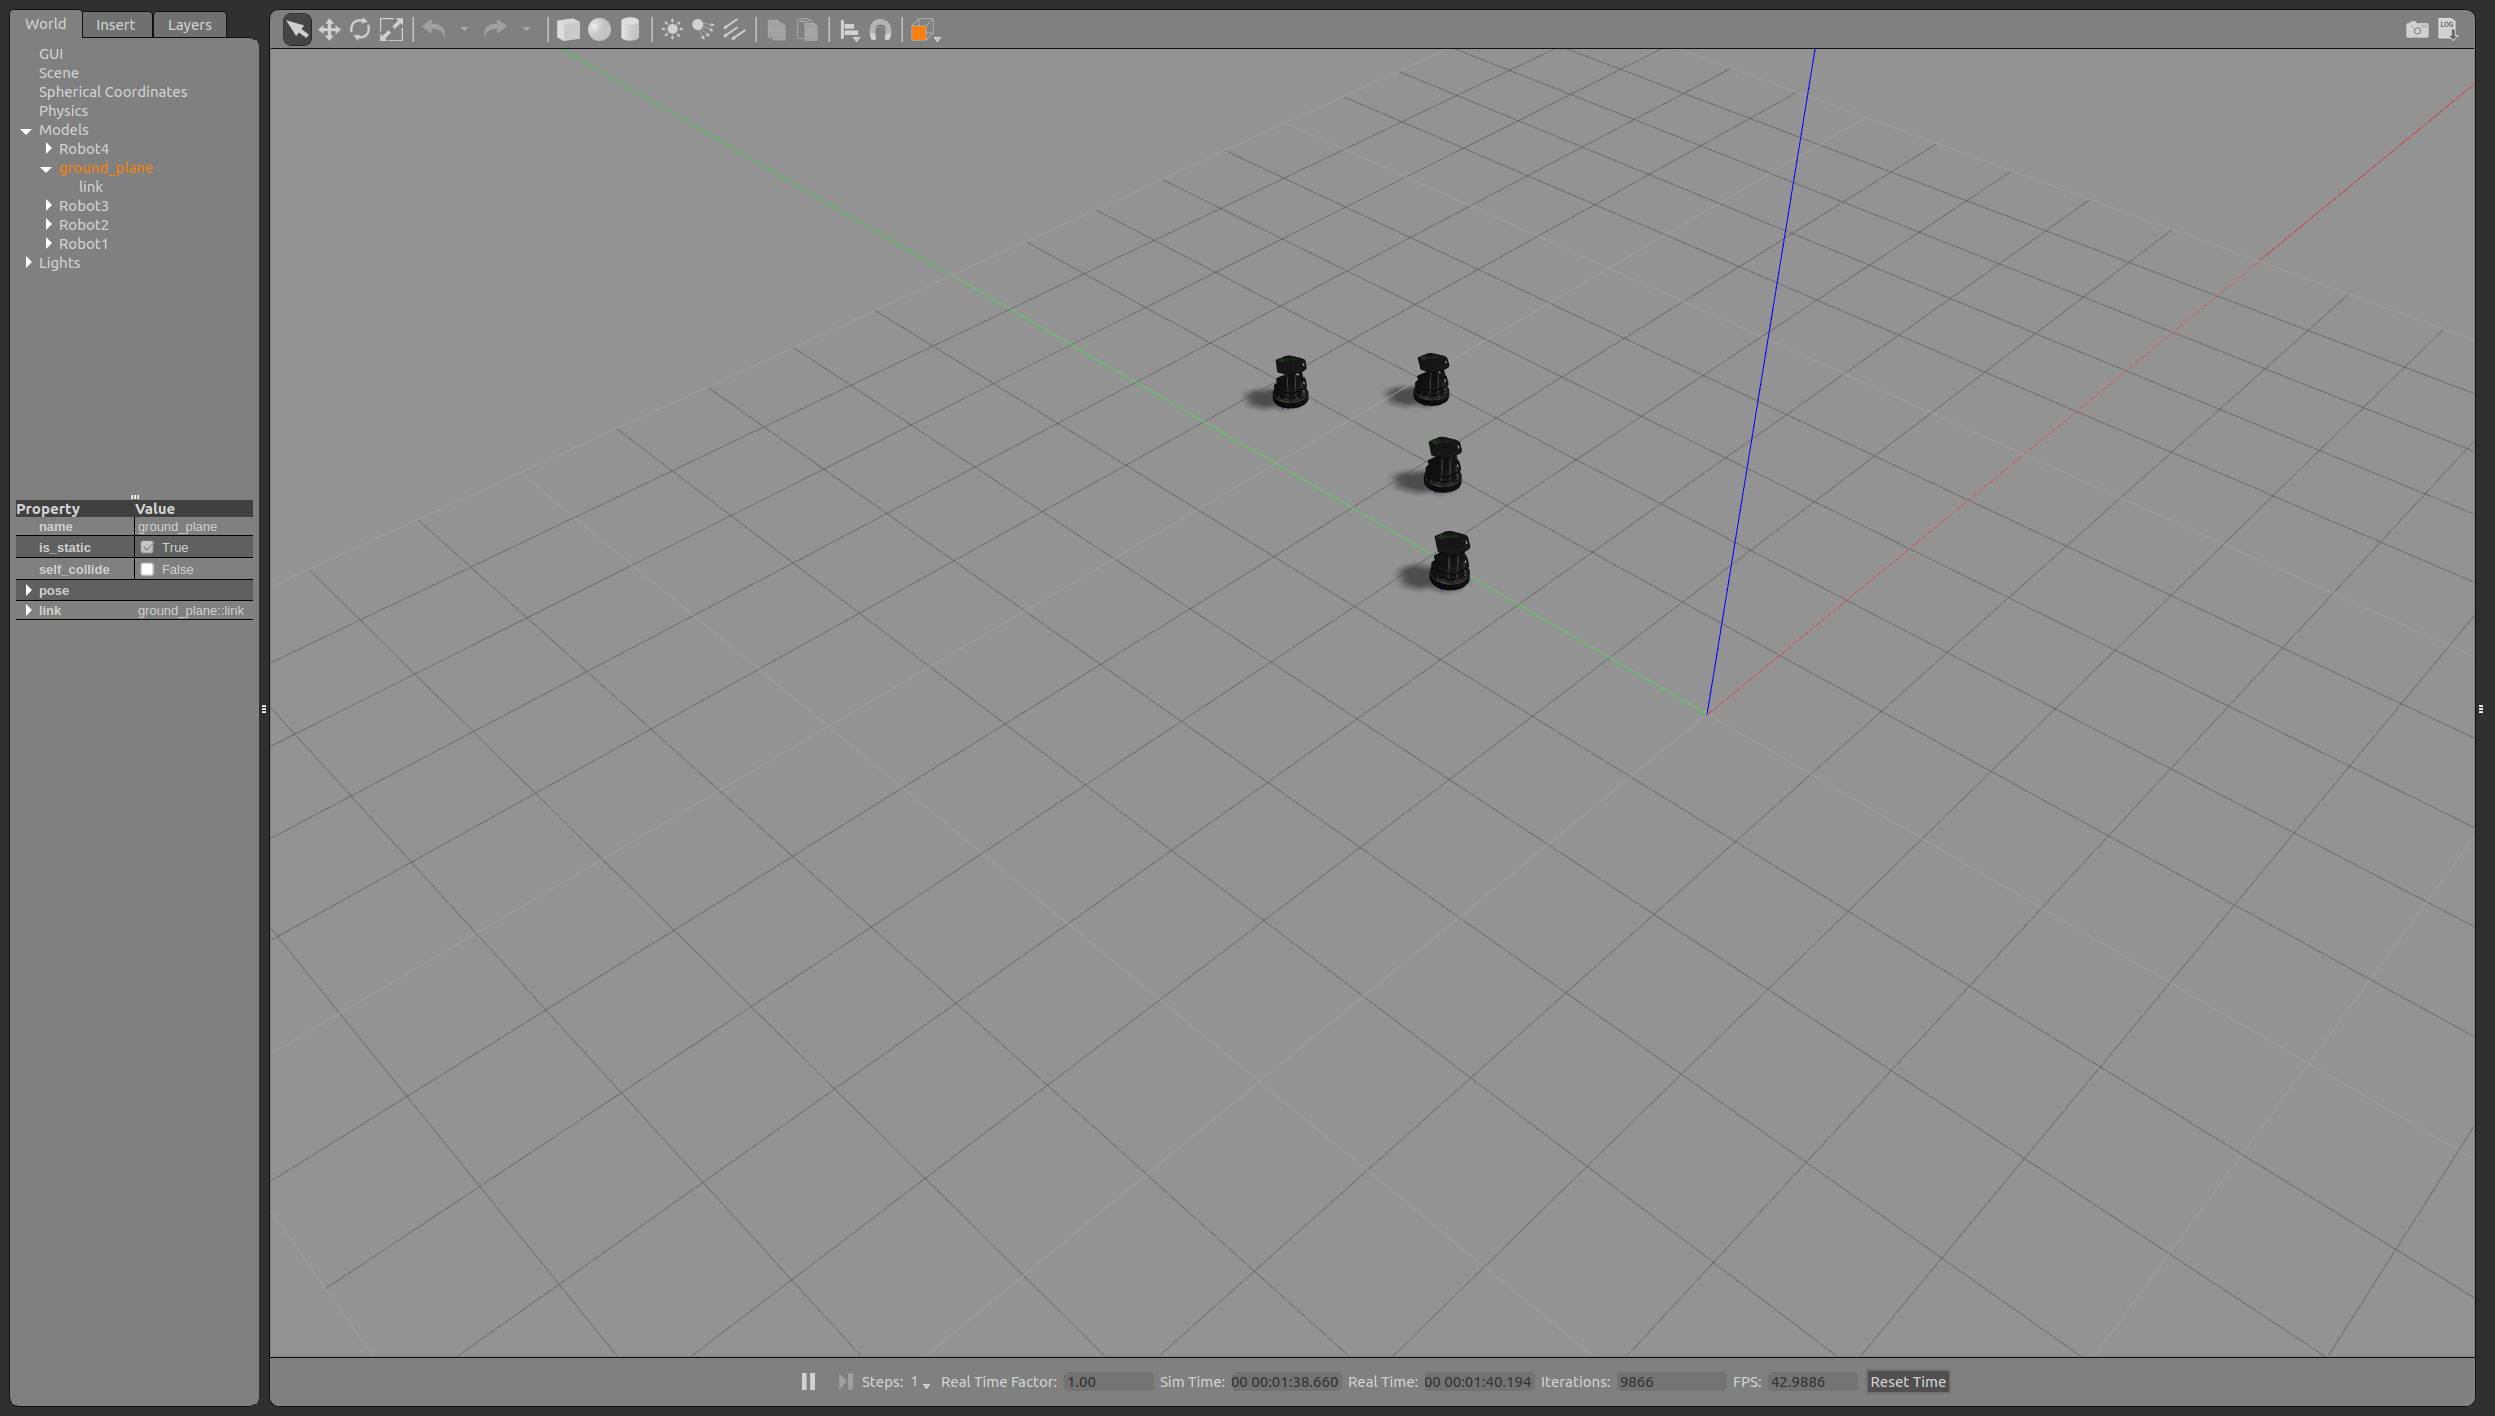 World Insert Layers
LOG
GUI
Scene
Spherical Coordinates
Physics
Models
Robot4
ground_plane
link
Robot3
Robot2
Robot1
Lights
Property Value
name ground_plane
is_static True
self_collide False
pose
link ground_plane::link
Steps: 1 Real Time Factor: 1.00 Sim Time: 00 00:01:38.660 Real Time: 00 00:01:40.194 Iterations: 9866 FPS: 42.9886 Reset Time